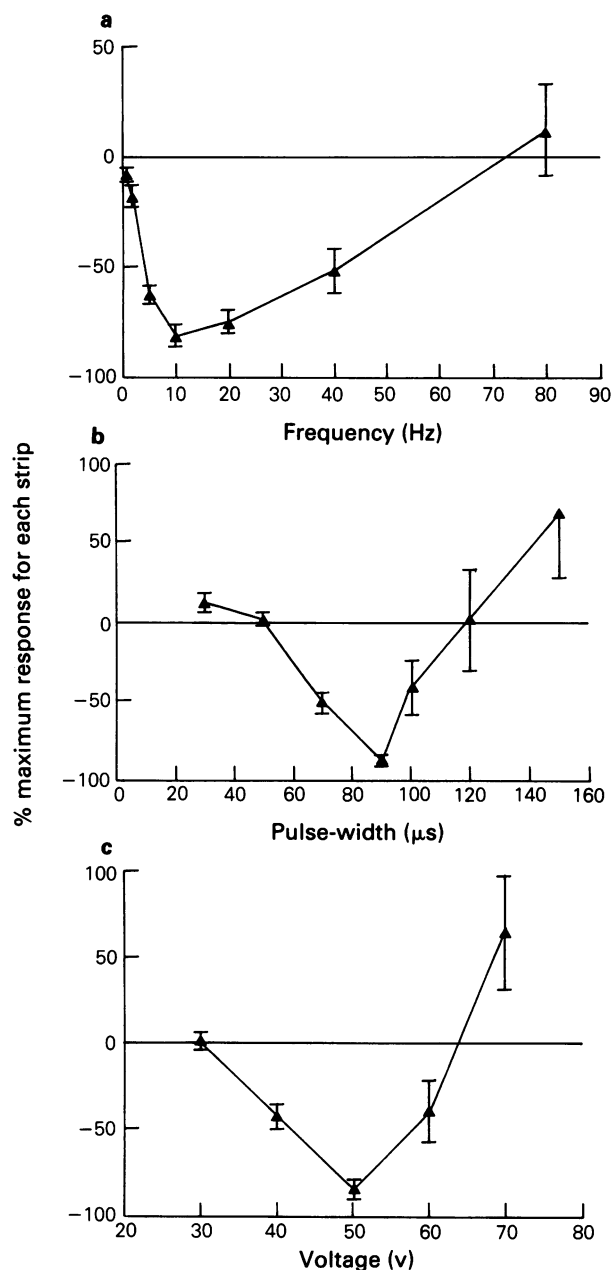 a
50
0
−50
−100
0 10 20 30 40 50 60 70 80 90
Frequency (Hz)
b
100
50
0
−50
−100
0 20 40 60 80 100 120 140 160
Pulse-width (μs)
c
100
50
0
−50
−100
20 30 40 50 60 70 80
Voltage (v)
% maximum response for each strip